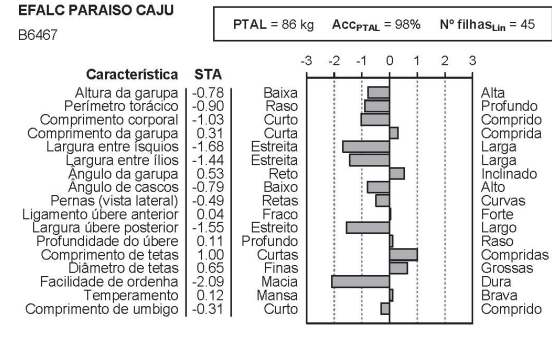 EFALC PARAISO CAJU
B6467
PTAL = 86 kg AccPTAL = 98% Nº filhasLin = 45
-3 -2 -1 0 1 2 3
Característica STA
Altura da garupa -0.78 Baixa Alta
Perímetro torácico -0.90 Raso Profundo
Comprimento corporal -1.03 Curto Comprido
Comprimento da garupa 0.31 Curta Comprida
Largura entre ísquios -1.68 Estreita Larga
Largura entre ílios -1.44 Estreita Larga
Ângulo da garupa 0.53 Reto Inclinado
Ângulo de cascos -0.79 Baixo Alto
Pernas (vista lateral) -0.49 Retas Curvas
Ligamento úbere anterior 0.04 Fraco Forte
Largura úbere posterior -1.55 Estreito Largo
Profundidade do úbere 0.11 Profundo Raso
Comprimento de tetas 1.00 Curtas Compridas
Diâmetro de tetas 0.65 Finas Grossas
Facilidade de ordenha -2.09 Macia Dura
Temperamento 0.12 Mansa Brava
Comprimento de umbigo -0.31 Curto Comprido